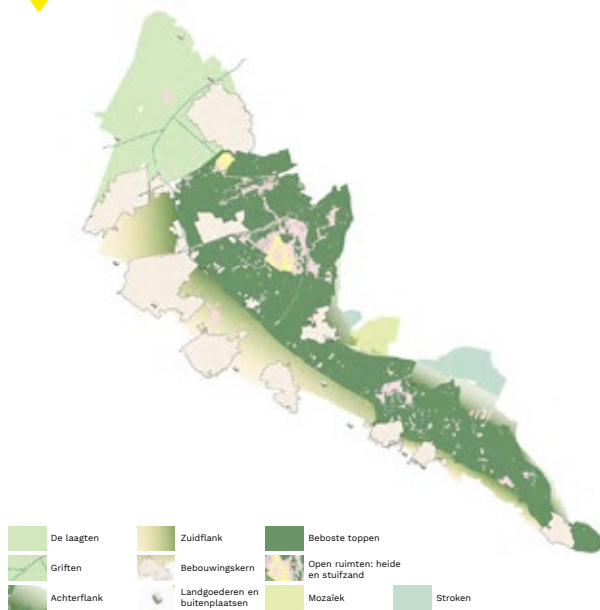 De laagten
Zuidflank
Beboste toppen
Griften
Bebouwingskern
Open ruimten: heide
en stuifzand
Achterflank
Landgoederen en
buitenplaatsen
Mozaïek
Stroken